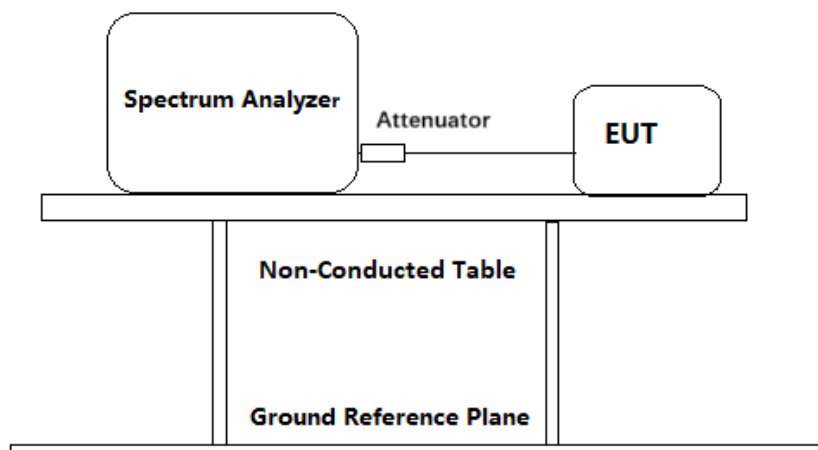 Spectrum Analyzer
Attenuator
EUT
Non-Conducted Table
Ground Reference Plane